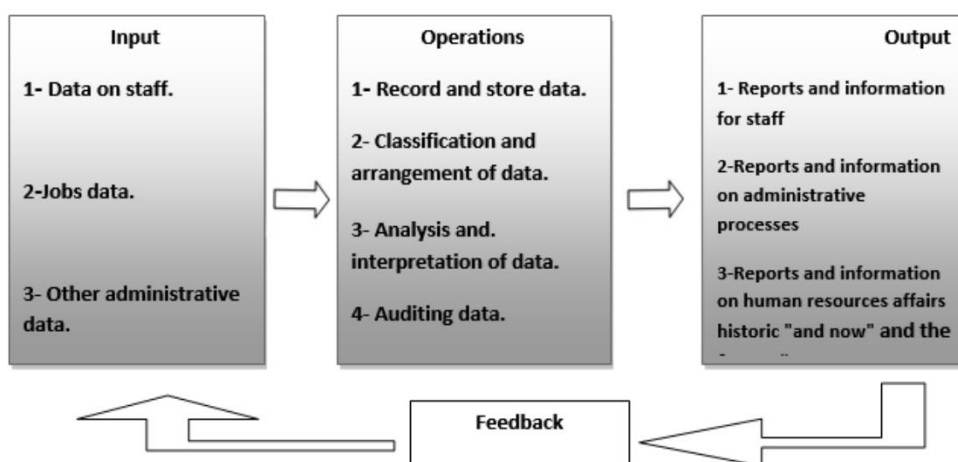 Input
1- Data on staff.
2-Jobs data.
3- Other administrative
data.
Operations
1- Record and store data.
2- Classification and
arrangement of data.
3- Analysis and.
interpretation of data.
4- Auditing data.
Output
1- Reports and information
for staff
2-Reports and information
on administrative
processes
3-Reports and information
on human resources affairs
historic "and now" and the
Feedback